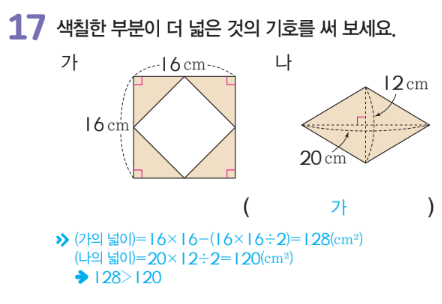 17 색칠한 부분이 더 넓은 것의 기호를 써 보세요.
가 나
16 cm
12 cm
16 cm
20 cm
( 가 )
(가의 넓이)=16×16-(16×16÷2)=128(cm²)
(나의 넓이)=20×12÷2=120(cm²)
128>120